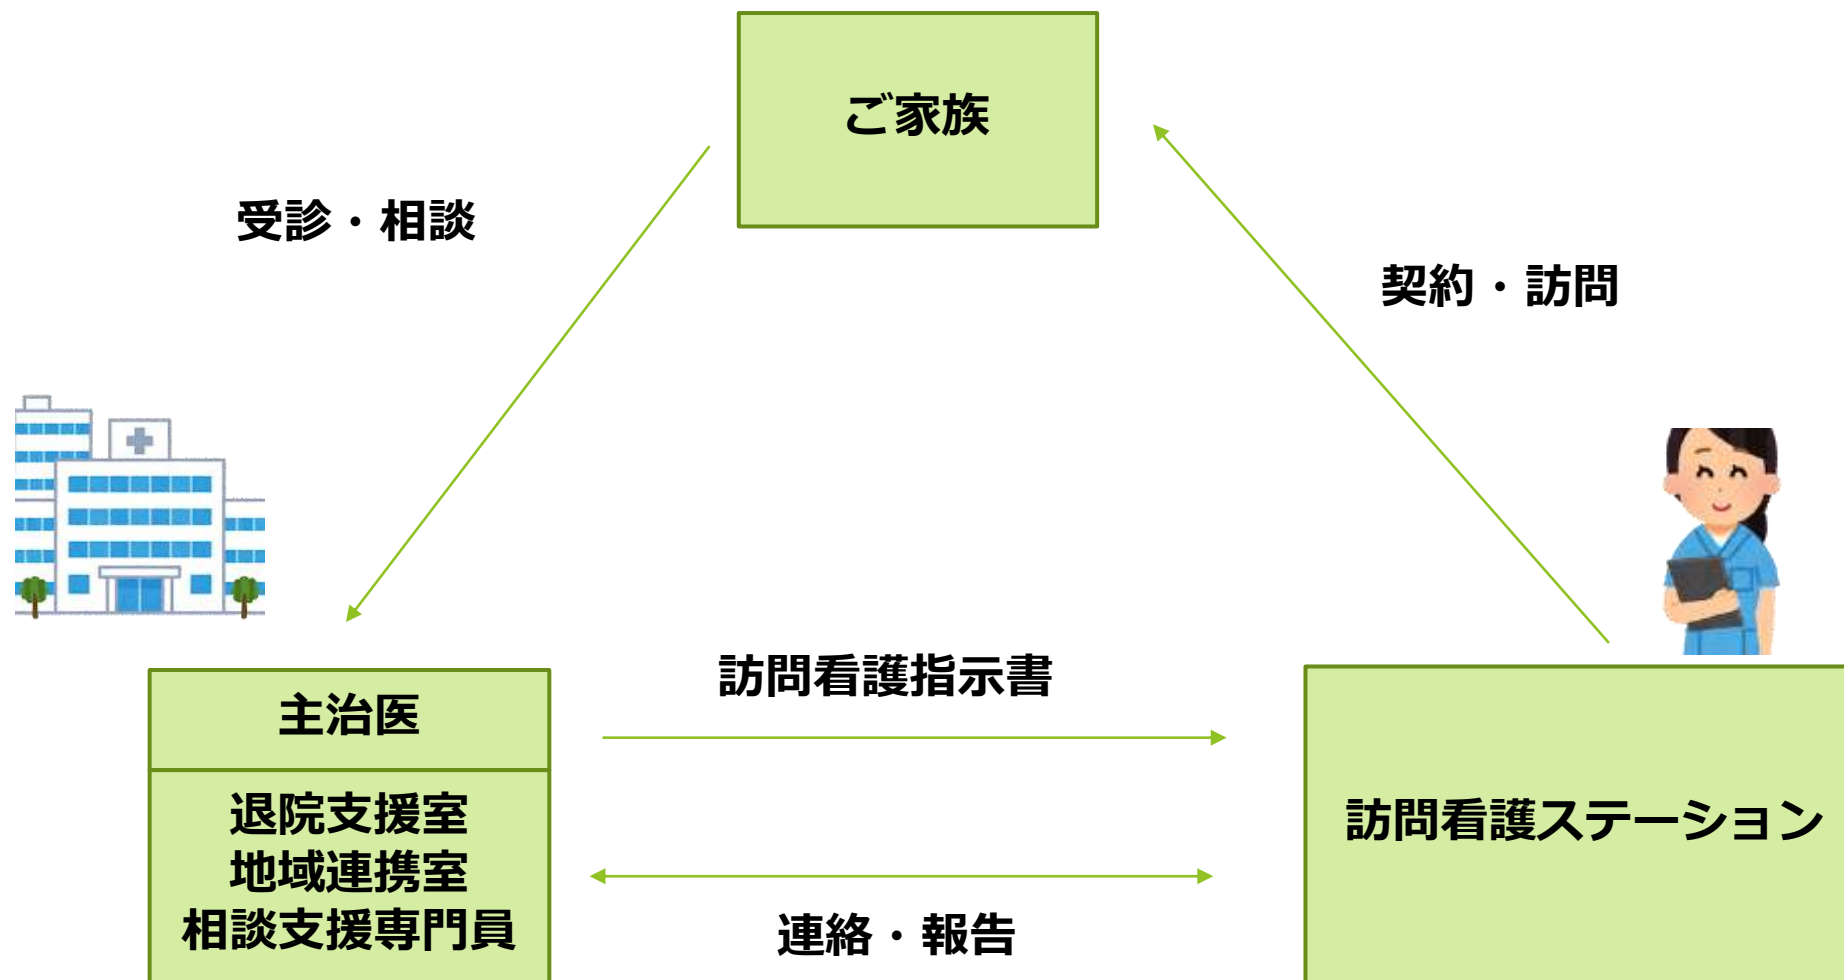 ご家族
受診・相談
契約・訪問
訪問看護指示書
主治医
退院支援室
地域連携室
相談支援専門員
訪問看護ステーション
連絡・報告